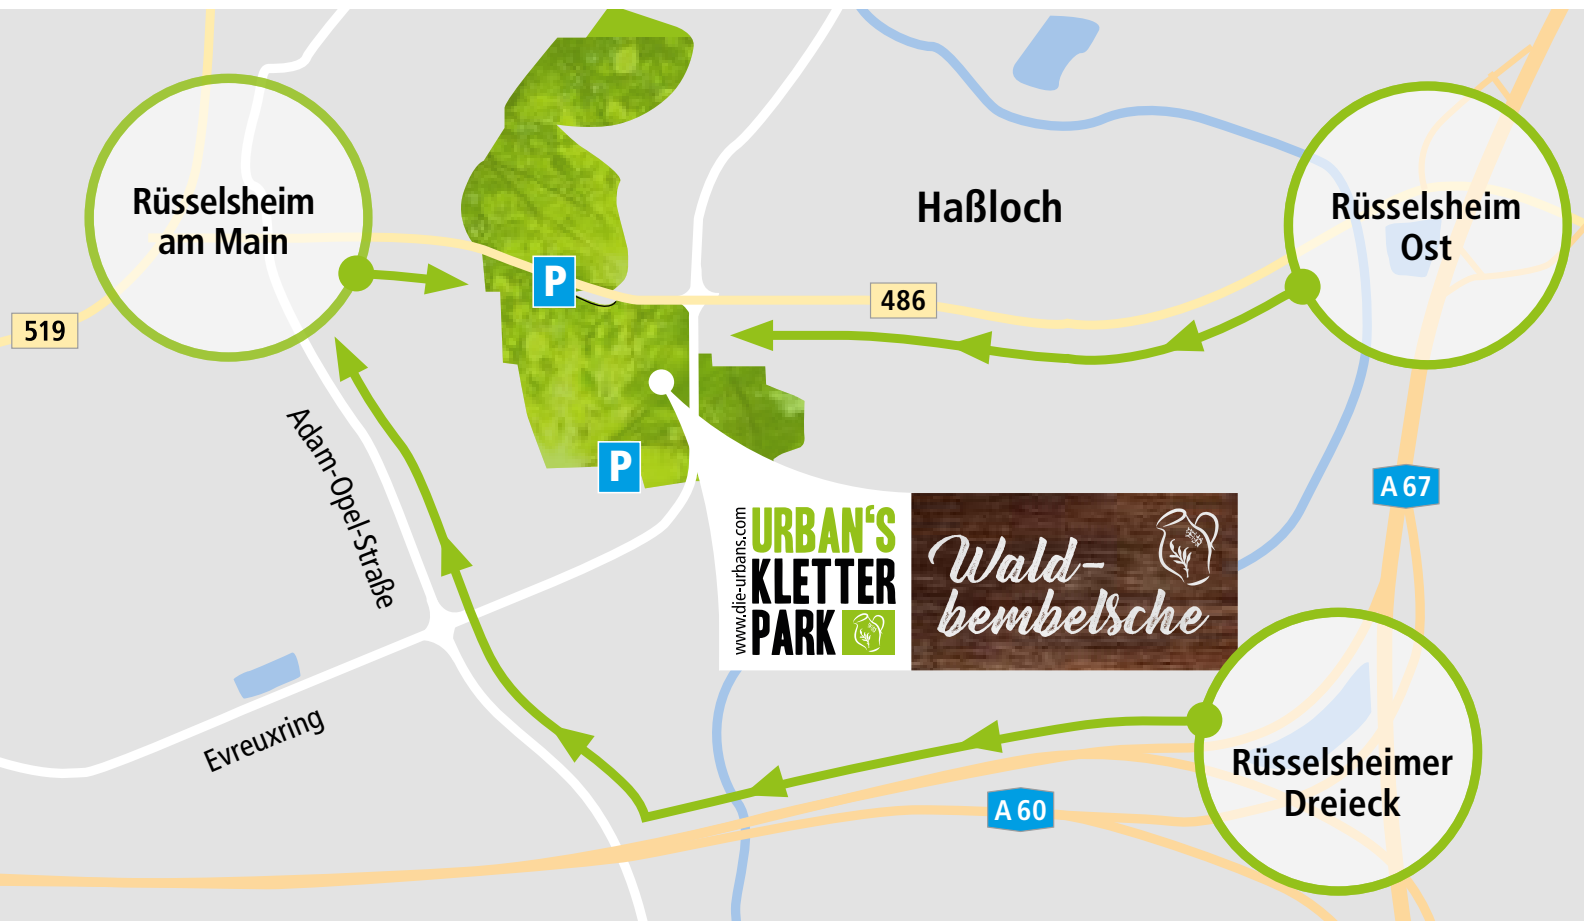 Rüsselsheim
am Main
519
Adam-Opel-Straße
Evreuxring
P
P
Haßloch
486
Rüsselsheim
Ost
A 67
www.die-urbans.com
URBAN‘S
KLETTER
PARK
Wald-
bembelsche
A 60
Rüsselsheimer
Dreieck